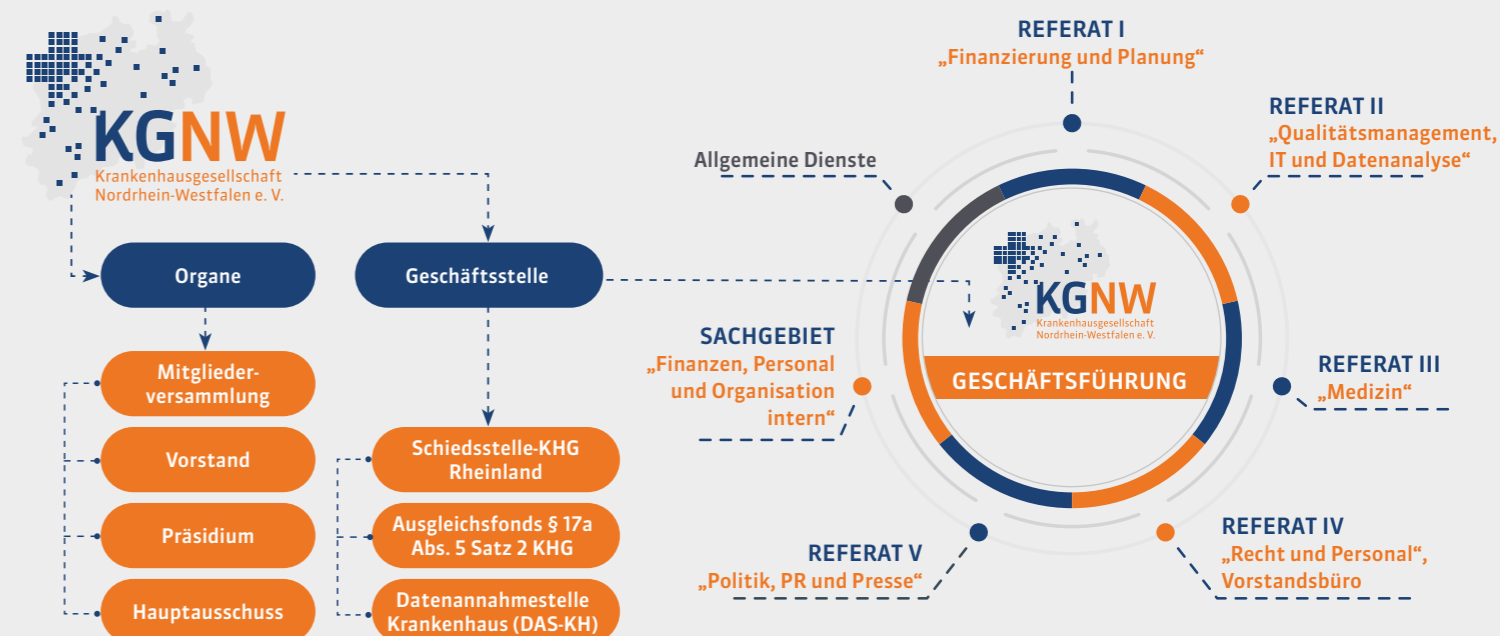 KGNW
Krankenhausgesellschaft
Nordrhein-Westfalen e. V.
Organe
Geschäftsstelle
Mitglieder-
versammlung
Vorstand
Präsidium
Hauptausschuss
Schiedsstelle-KHG
Rheinland
Ausgleichsfonds § 17a
Abs. 5 Satz 2 KHG
Datenannahmestelle
Krankenhaus (DAS-KH)
REFERAT I
„Finanzierung und Planung“
REFERAT II
„Qualitätsmanagement,
IT und Datenanalyse“
Allgemeine Dienste
KGNW
Krankenhausgesellschaft
Nordrhein-Westfalen e. V.
GESCHÄFTSFÜHRUNG
SACHGEBIET
„Finanzen, Personal
und Organisation
intern“
REFERAT III
„Medizin“
REFERAT IV
„Recht und Personal“,
Vorstandsbüro
REFERAT V
„Politik, PR und Presse“